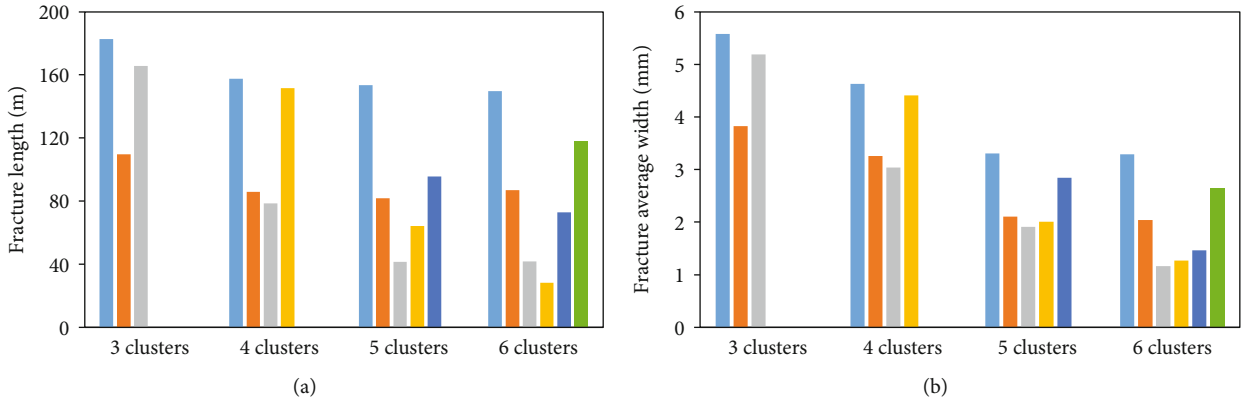 Fracture length (m)
200
160
120
80
40
0
3 clusters
4 clusters
5 clusters
6 clusters
(a)
Fracture average width (mm)
6
5
4
3
2
1
0
3 clusters
4 clusters
5 clusters
6 clusters
(b)